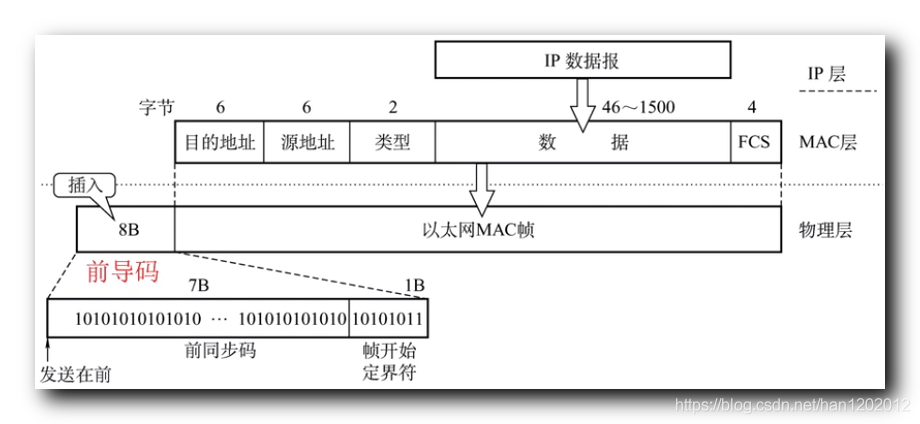 IP 数据报
IP 层
字节 6 6 2 46～1500 4
目的地址 源地址 类型 数 据 FCS MAC层
插入
8B 以太网MAC帧 物理层
前导码
7B 1B
10101010101010 … 101010101010 10101011
前同步码 帧开始
定界符
发送在前
https://blog.csdn.net/han1202012